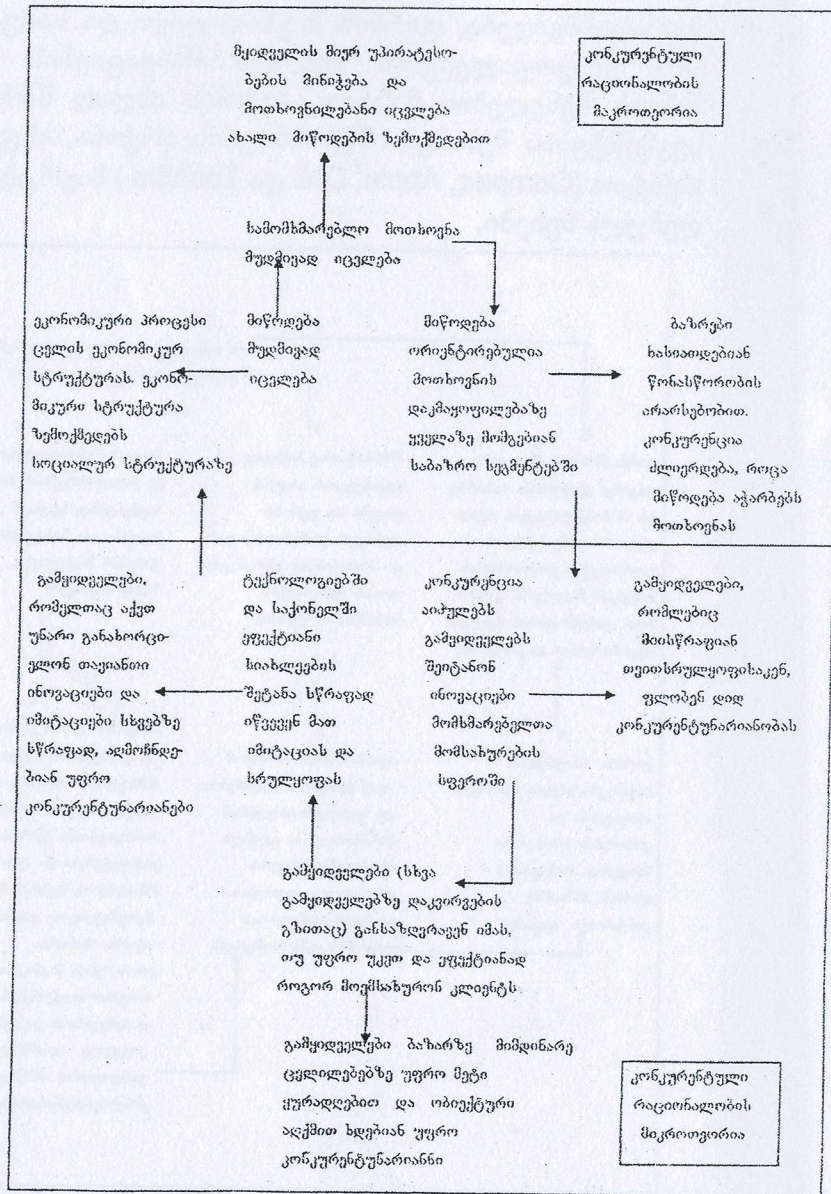 მყიდველის მიერ უპირატესო-
ბების მინიჭება და
მოთხოვნილებანი იცვლება
ახალი მიწოდების ზემოქმედებით
კონკურენტული
რაციონალობის
მაკროთეორია
სამომხმარებლო მოთხოვნა
მუდმივად იცვლება
ეკონომიკური პროცესი
ცვლის ეკონომიკურ
სტრუქტურას. ეკონო-
მიკური სტრუქტურა
ზემოქმედებს
სოციალურ სტრუქტურაზე
მიწოდება
მუდმივად
იცვლება
მიწოდება
ორიენტირებულია
მოთხოვნის
დაკმაყოფილებაზე
ყველაზე მომგებიან
საბაზრო სეგმენტებში
ბაზრები
ხასიათდებიან
წონასწორობის
არარსებობით.
კონკურენცია
ძლიერდება, როცა
მიწოდება აჭარბებს
მოთხოვნას
გამყიდველები,
რომელთაც აქვთ
უნარი განახორცი-
ელონ თავიანთი
ინოვაციები და
იმიტაციები სხვებზე
სწრაფად, აღმოჩნდე-
ბიან უფრო
კონკურენტუნარიანები
ტექნოლოგიებში
და საქონელში
ეფექტიანი
სიახლეების
შეტანა სწრაფად
იწვევენ მათ
იმიტაციას და
სრულყოფას
კონკურენცია
აიძულებს
გამყიდველებს
შეიტანონ
ინოვაციები
მომხმარებელთა
მომსახურების
სფეროში
გამყიდველები,
რომლებიც
მიისწრაფიან
თვითსრულყოფისაკენ,
ფლობენ დიდ
კონკურენტუნარიანობას
გამყიდველები (სხვა
გამყიდველებზე დაკვირვების
გზითაც) განსაზღვრავენ იმას,
თუ უფრო უკეთ და ეფექტიანად
როგორ მოემსახურონ კლიენტს
გამყიდველები ბაზარზე მიმდინარე
ცვლილებებზე უფრო მეტი
ყურადღებით და ობიექტური
აღქმით ხდებიან უფრო
კონკურენტუნარიანნი
კონკურენტული
რაციონალობის
მიკროთეორია